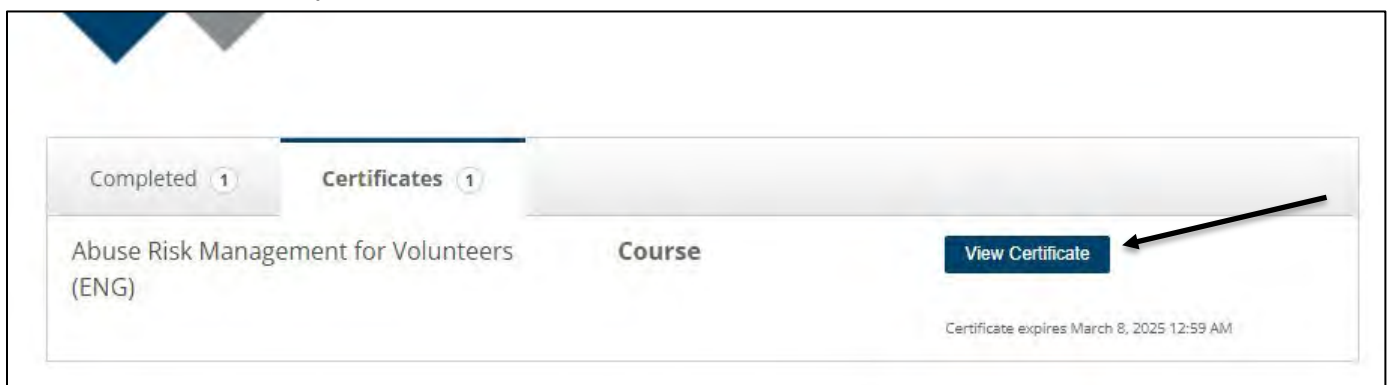 Completed 1 Certificates 1
Abuse Risk Management for Volunteers Course View Certificate
(ENG)
Certificate expires March 8, 2025 12:59 AM